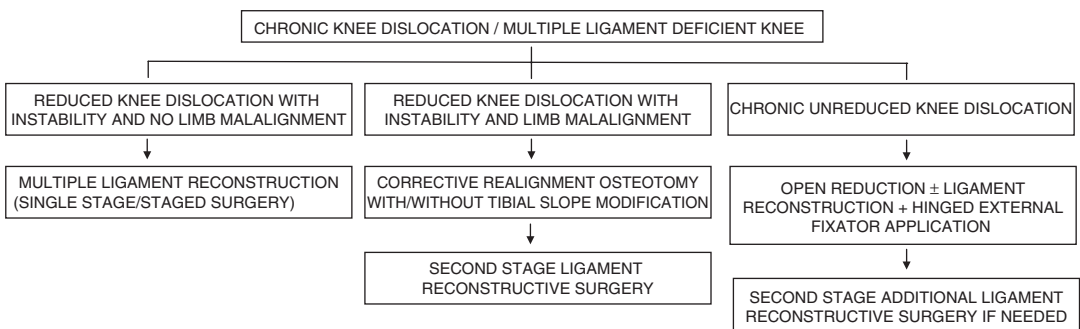 CHRONIC KNEE DISLOCATION / MULTIPLE LIGAMENT DEFICIENT KNEE
REDUCED KNEE DISLOCATION WITH
INSTABILITY AND NO LIMB MALALIGNMENT
MULTIPLE LIGAMENT RECONSTRUCTION
(SINGLE STAGE/STAGED SURGERY)
REDUCED KNEE DISLOCATION WITH
INSTABILITY AND LIMB MALALIGNMENT
CORRECTIVE REALIGNMENT OSTEOTOMY
WITH/WITHOUT TIBIAL SLOPE MODIFICATION
SECOND STAGE LIGAMENT
RECONSTRUCTIVE SURGERY
CHRONIC UNREDUCED KNEE DISLOCATION
OPEN REDUCTION ± LIGAMENT
RECONSTRUCTION + HINGED EXTERNAL
FIXATOR APPLICATION
SECOND STAGE ADDITIONAL LIGAMENT
RECONSTRUCTIVE SURGERY IF NEEDED